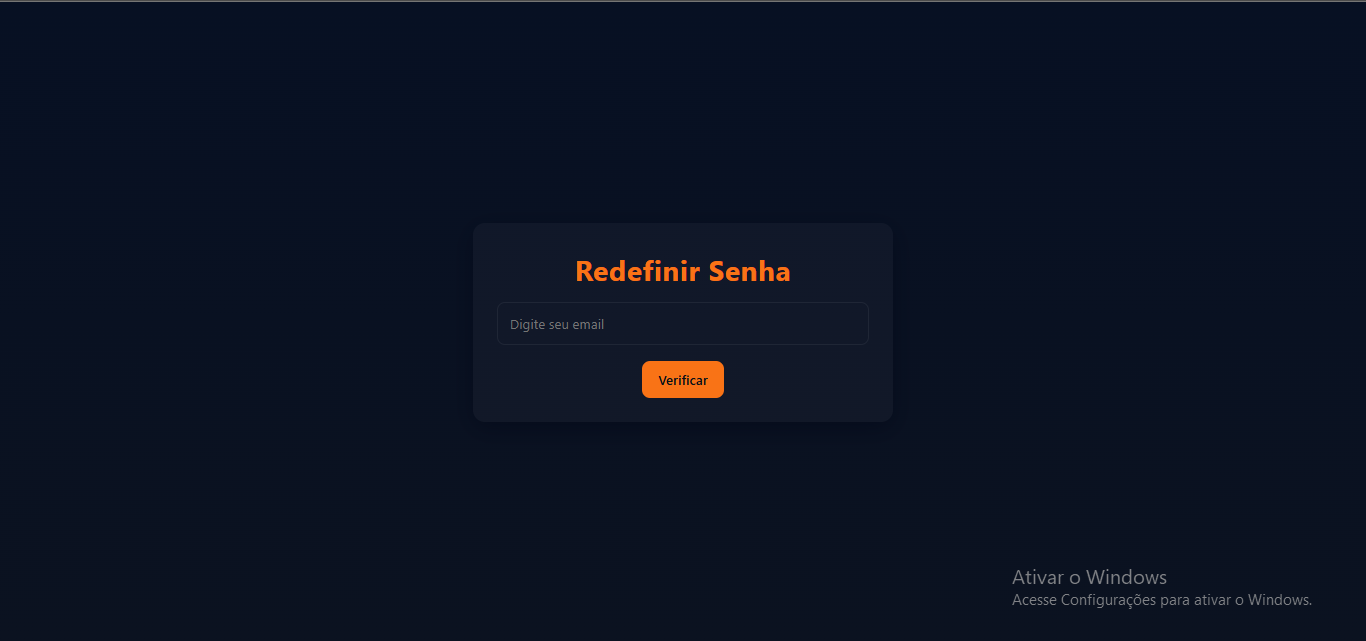 Redefinir Senha
Digite seu email
Verificar
Ativar o Windows
Acesse Configurações para ativar o Windows.